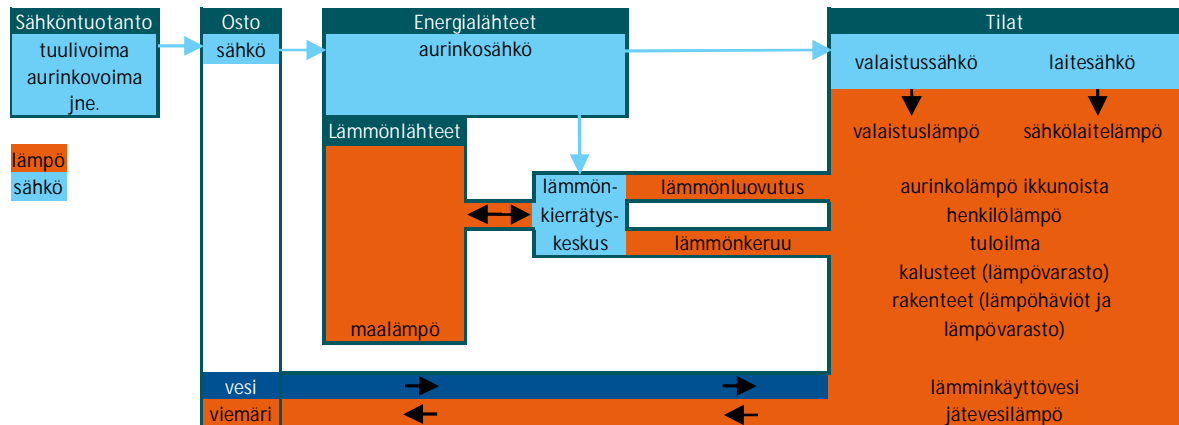 Sähköntuotanto
tuulivoima
aurinkovoima
jne.
lämpö
sähkö
Osto
sähkö
Energialähteet
aurinkosähkö
Lämmönlähteet
maalämpö
lämmön-
kierrätys-
keskus
lämmönluovutus
lämmönkeruu
Tilat
valaistussähkö laitesähkö
valaistuslämpö sähkölaitelämpö
aurinkolämpö ikkunoista
henkilölämpö
tuloilma
kalusteet (lämpövarasto)
rakenteet (lämpöhäviöt ja
lämpövarasto)
vesi
lämminkäyttövesi
viemäri
jätevesilämpö